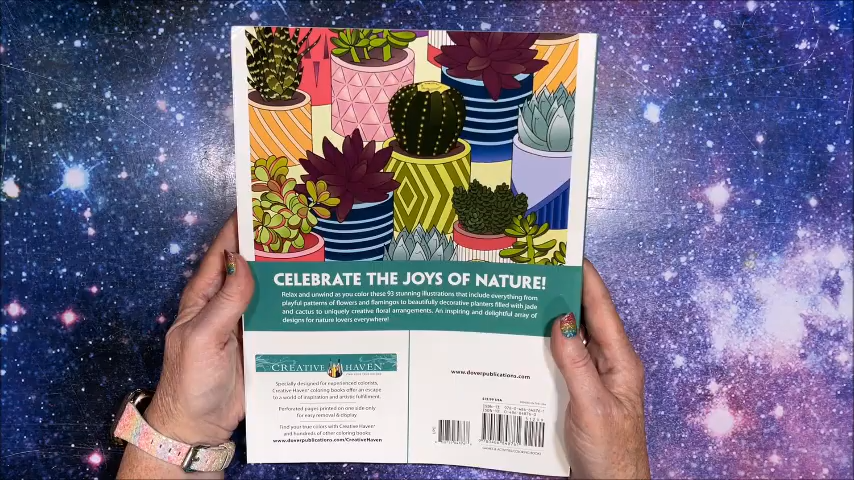 CELEBRATE THE JOYS OF NATURE!
Relax and unwind as you color these 93 stunning illustrations that include everything from
playful patterns of flowers and flamingos to beautifully decorative planters filled with jade
and cactus to uniquely creative floral arrangements. An inspiring and delightful array of
designs for nature lovers everywhere!
CREATIVE HAVEN
Specially designed for experienced colorists,
Creative Haven® coloring books offer an escape
to a world of inspiration and artistic fulfillment.
Perforated pages printed on one side only
for easy removal & display
Find your true colors with Creative Haven®
and hundreds of other coloring books.
www.doverpublications.com/CreativeHaven
www.doverpublications.com